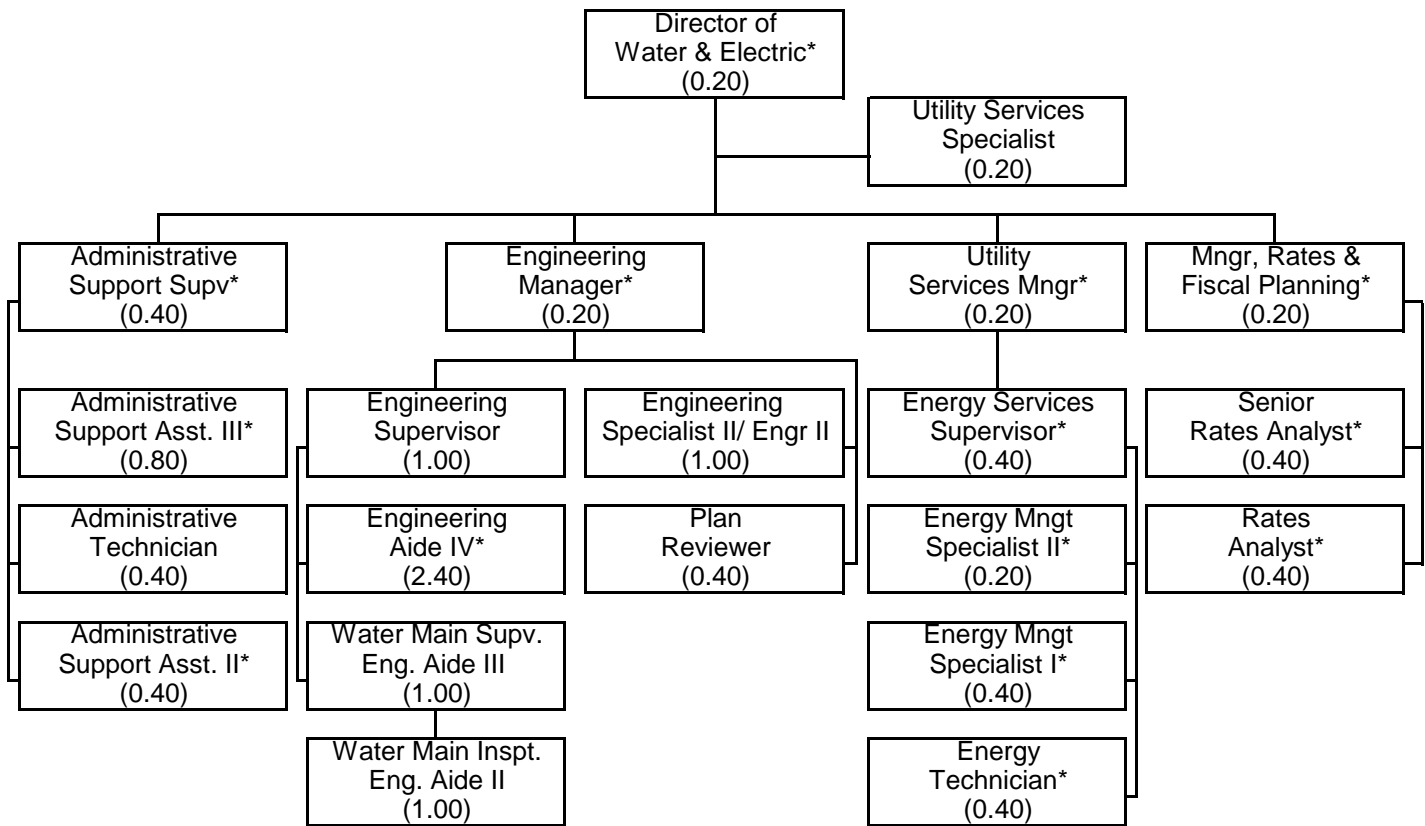 Director of
Water & Electric*
(0.20)
Utility Services
Specialist
(0.20)
Administrative
Support Supv*
(0.40)
Engineering
Manager*
(0.20)
Utility
Services Mngr*
(0.20)
Mngr, Rates &
Fiscal Planning*
(0.20)
Administrative
Support Asst. III*
(0.80)
Engineering
Supervisor
(1.00)
Engineering
Specialist II/ Engr II
(1.00)
Energy Services
Supervisor*
(0.40)
Senior
Rates Analyst*
(0.40)
Administrative
Technician
(0.40)
Engineering
Aide IV*
(2.40)
Plan
Reviewer
(0.40)
Energy Mngt
Specialist II*
(0.20)
Rates
Analyst*
(0.40)
Administrative
Support Asst. II*
(0.40)
Water Main Supv.
Eng. Aide III
(1.00)
Energy Mngt
Specialist I*
(0.40)
Water Main Inspt.
Eng. Aide II
(1.00)
Energy
Technician*
(0.40)